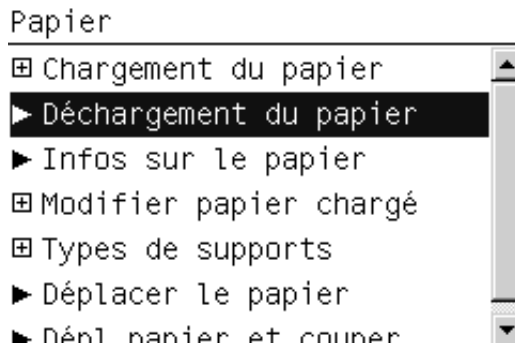 Papier
Chargement du papier
Déchargement du papier
Infos sur le papier
Modifier papier chargé
Types de supports
Déplacer le papier
Dépl papier et couper